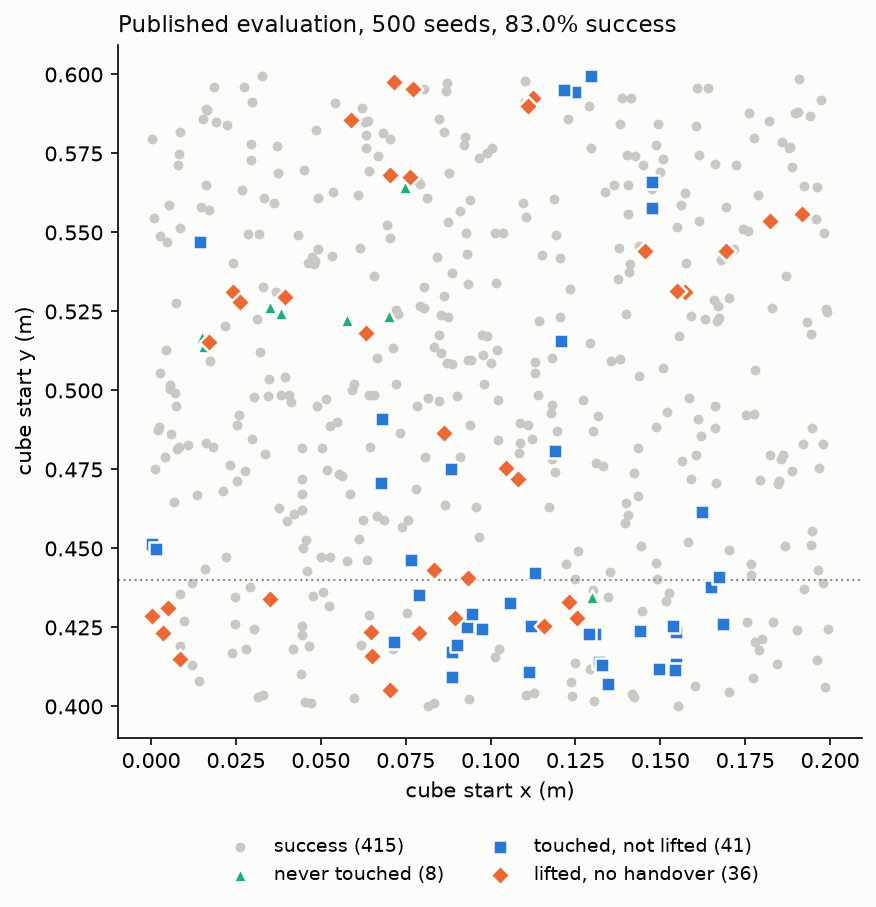 Published evaluation, 500 seeds, 83.0% success
0.600
0.575
0.550
0.525
0.500
0.475
0.450
0.425
0.400
cube start y (m)
0.000 0.025 0.050 0.075 0.100 0.125 0.150 0.175 0.200
cube start x (m)
success (415) touched, not lifted (41)
never touched (8) lifted, no handover (36)